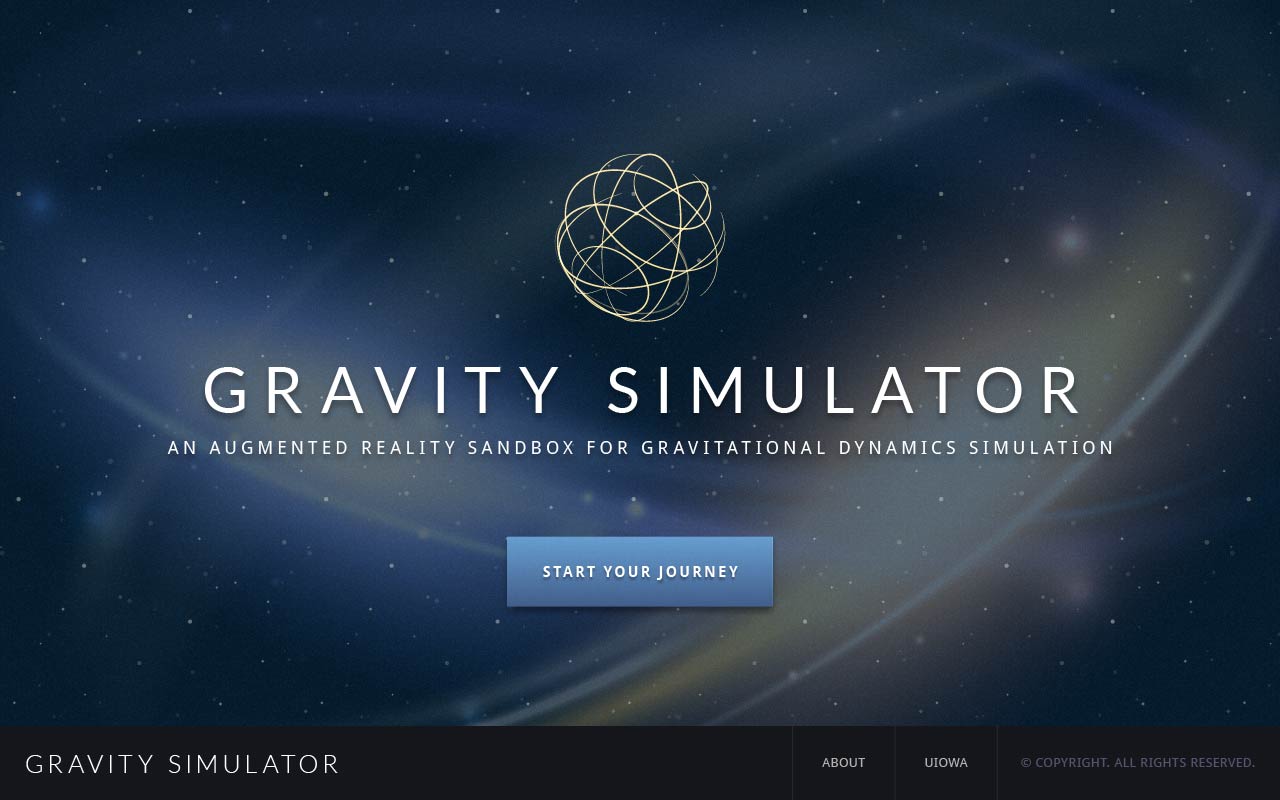 GRAVITY SIMULATOR
AN AUGMENTED REALITY SANDBOX FOR GRAVITATIONAL DYNAMICS SIMULATION
START YOUR JOURNEY
GRAVITY SIMULATOR
ABOUT
UIOWA
© COPYRIGHT. ALL RIGHTS RESERVED.